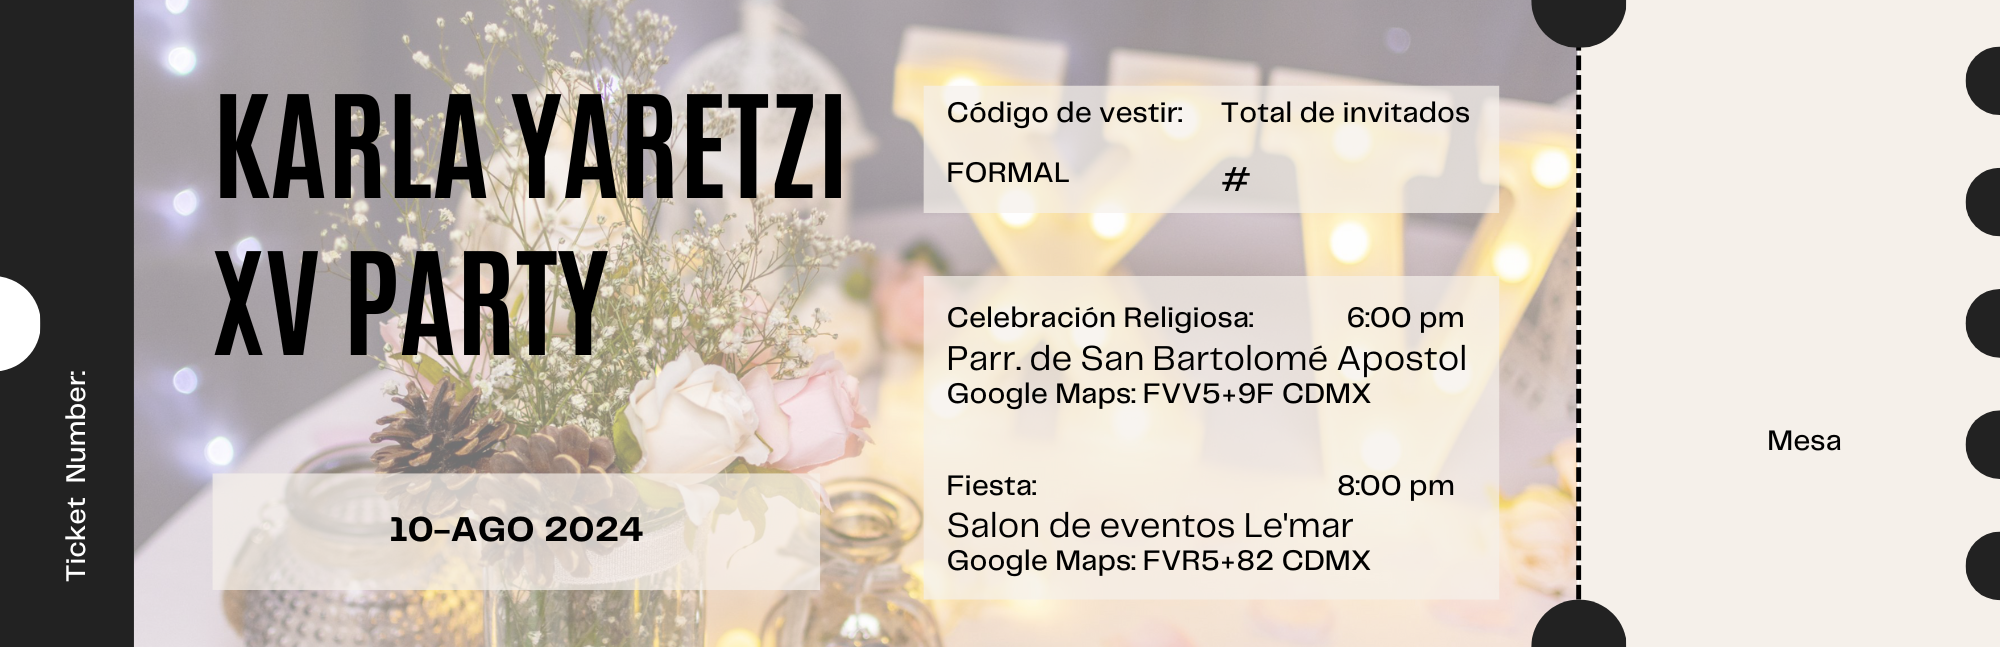 Ticket Number:
KARLA YARETZI
XV PARTY
10-AGO 2024
XV
Código de vestir:
FORMAL
Total de invitados
#
Celebración Religiosa: 6:00 pm
Parr. de San Bartolomé Apostol
Google Maps: FVV5+9F CDMX
Fiesta: 8:00 pm
Salon de eventos Le'mar
Google Maps: FVR5+82 CDMX
Mesa